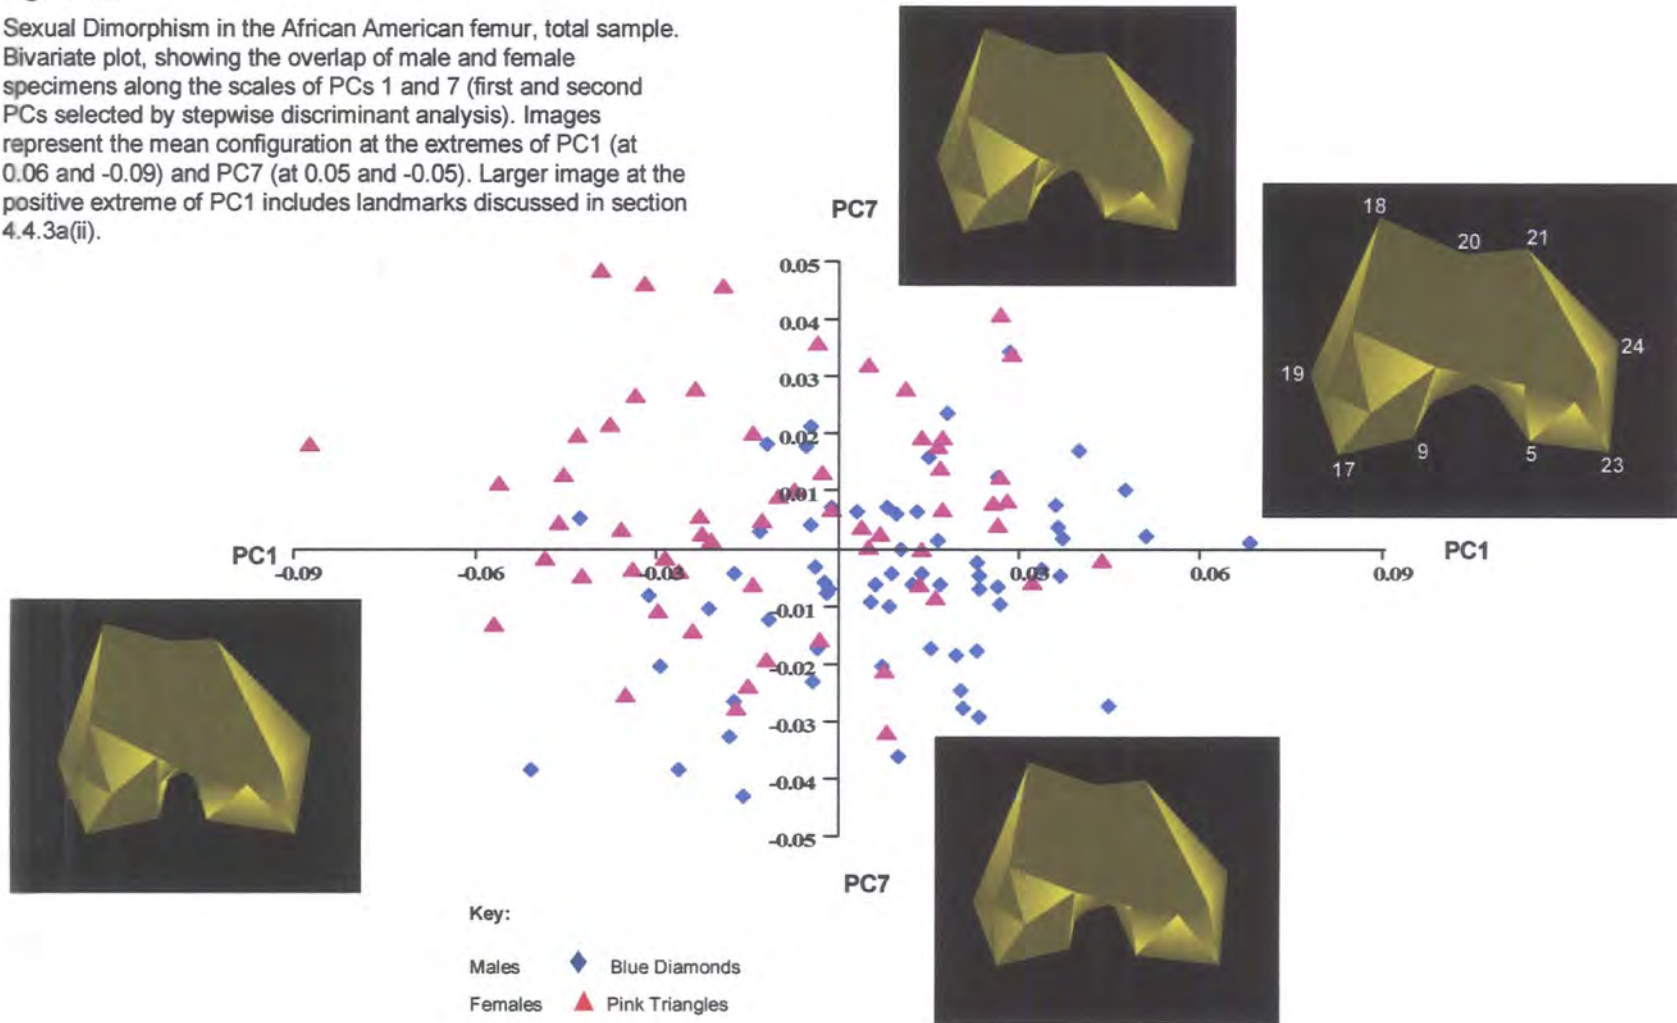 Sexual Dimorphism in the African American femur, total sample.
Bivariate plot, showing the overlap of male and female
specimens along the scales of PCs 1 and 7 (first and second
PCs selected by stepwise discriminant analysis). Images
represent the mean configuration at the extremes of PC1 (at
0.06 and -0.09) and PC7 (at 0.05 and -0.05). Larger image at the
positive extreme of PC1 includes landmarks discussed in section
4.4.3a(ii).
PC7
18
20
21
24
19
17
9
5
23
0.05
0.04
0.03
0.02
0.01
PC1
-0.09
-0.06
-0.03
0.03
0.06
0.09
PC1
-0.01
-0.02
-0.03
-0.04
-0.05
PC7
Key:
Males Blue Diamonds
Females Pink Triangles